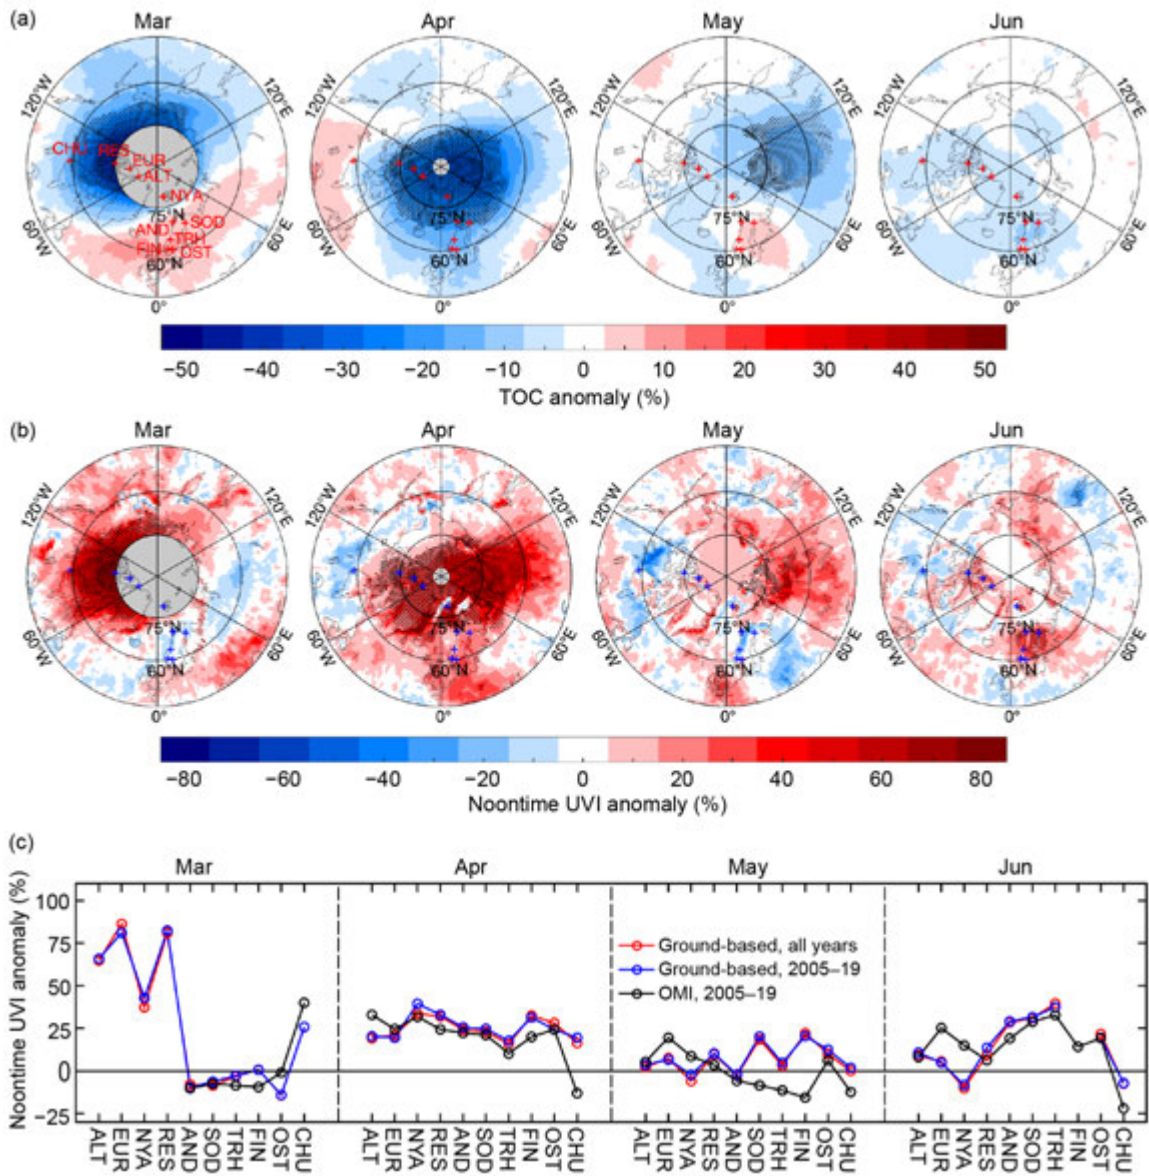 (a)
Mar Apr May Jun
120°W 120°E 120°W 120°E 120°W 120°E 120°W 120°E
CHU RES
EUR
ALT
NYA
75°N 75°N 75°N 75°N
AND SOD
TRH
FIN OST
60°W 60°N 60°E 60°W 60°N 60°E 60°W 60°N 60°E 60°W 60°N 60°E
0° 0° 0° 0°
−50 −40 −30 −20 −10 0 10 20 30 40 50
TOC anomaly (%)
(b)
Mar Apr May Jun
120°W 120°E 120°W 120°E 120°W 120°E 120°W 120°E
75°N 75°N 75°N 75°N
60°W 60°N 60°E 60°W 60°N 60°E 60°W 60°N 60°E 60°W 60°N 60°E
0° 0° 0° 0°
−80 −60 −40 −20 0 20 40 60 80
Noontime UVI anomaly (%)
(c)
Mar Apr May Jun
Noontime UVI anomaly (%)
100
75
50
25
0
−25
Ground-based, all years
Ground-based, 2005–19
OMI, 2005–19
ALT EUR NYA RES AND SOD TRH FIN OST CHU ALT EUR NYA RES AND SOD TRH FIN OST CHU ALT EUR NYA RES AND SOD TRH FIN OST CHU ALT EUR NYA RES AND SOD TRH FIN OST CHU